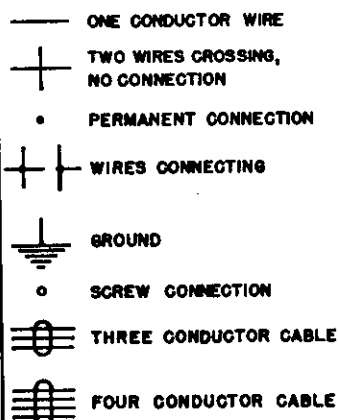 ONE CONDUCTOR WIRE
TWO WIRES CROSSING,
NO CONNECTION
PERMANENT CONNECTION
WIRES CONNECTING
GROUND
SCREW CONNECTION
THREE CONDUCTOR CABLE
FOUR CONDUCTOR CABLE